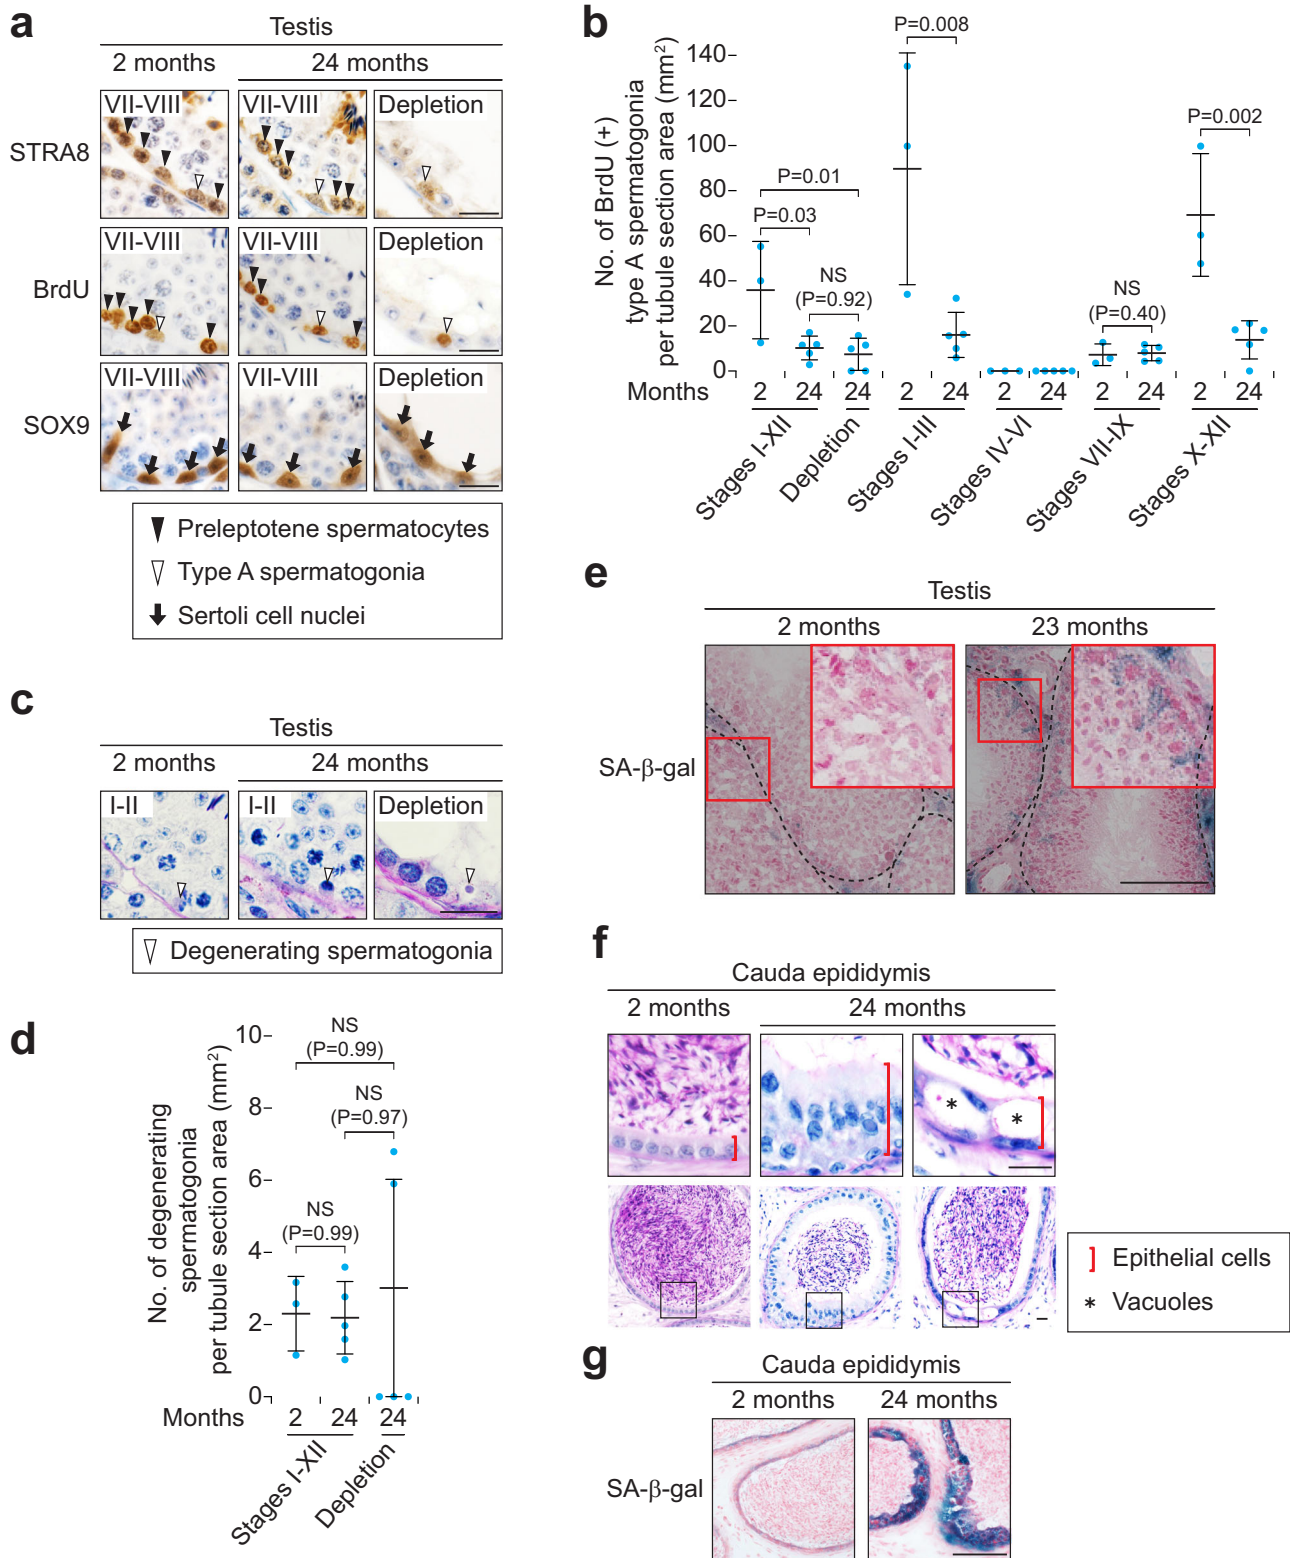 a
Testis
2 months
24 months
VII-VIII
VII-VIII
Depletion
STRA8
VII-VIII
VII-VIII
Depletion
BrdU
VII-VIII
VII-VIII
Depletion
SOX9
Preleptotene spermatocytes
Type A spermatogonia
Sertoli cell nuclei
b
No. of BrdU (+)
type A spermatogonia
per tubule section area (mm²)
140
120
100
80
60
40
20
0
P=0.03
P=0.01
NS
(P=0.92)
P=0.008
NS
(P=0.40)
P=0.002
Months
2
24
24
2
24
2
24
2
24
2
24
Stages I-XII
Depletion
Stages I-III
Stages IV-VI
Stages VII-IX
Stages X-XII
c
Testis
2 months
24 months
I-II
I-II
Depletion
Degenerating spermatogonia
d
No. of degenerating
spermatogonia
per tubule section area (mm²)
10
8
6
4
2
0
NS
(P=0.99)
NS
(P=0.97)
NS
(P=0.99)
Months
2
24
24
Stages I-XII
Depletion
e
Testis
2 months
23 months
SA-β-gal
f
Cauda epididymis
2 months
24 months
*
*
] Epithelial cells
* Vacuoles
g
Cauda epididymis
2 months
24 months
SA-β-gal